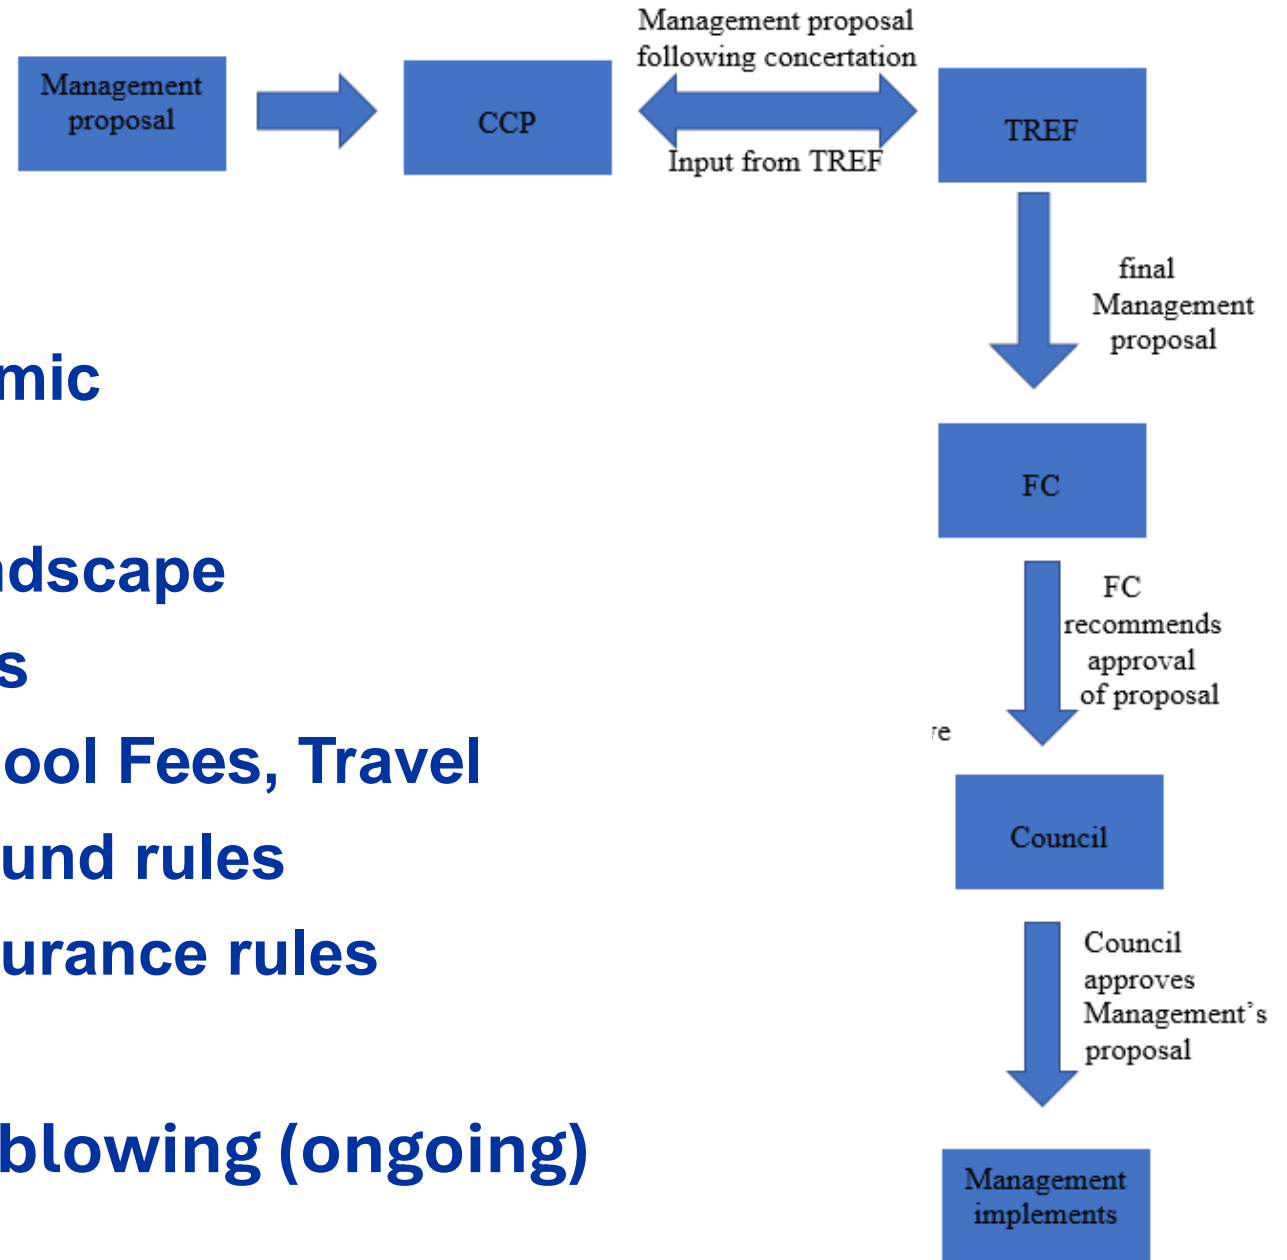 Management proposal
following concertation
Management
proposal
CCP
TREF
Input from TREF
final
Management
proposal
mic
FC
ndscape
FC
recommends
approval
of proposal
s
ool Fees, Travel
Council
und rules
urance rules
Council
approves
Management's
proposal
blowing (ongoing)
Management
implements